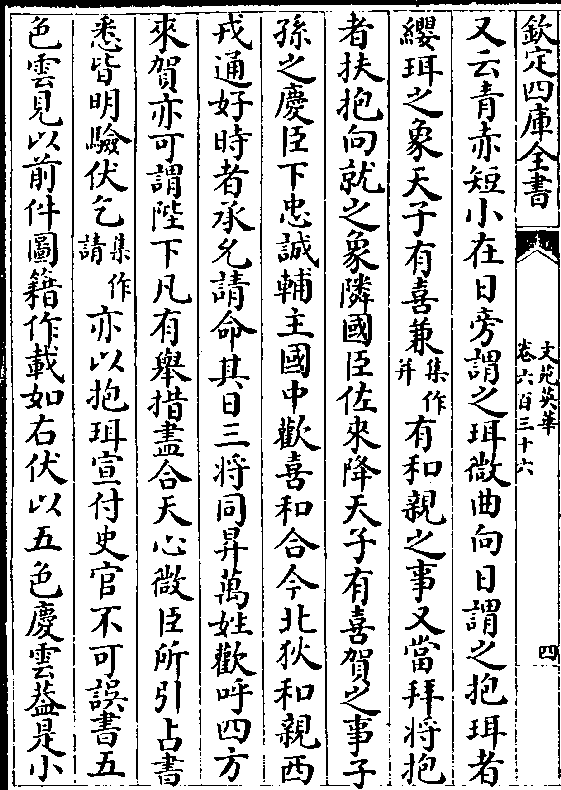 欽定四庫全書
文苑英華
卷六百三十六
四
又云青赤短小在日旁謂之珥微曲向日謂之抱珥者
纓珥之象天子有喜兼集作并有和親之事又當拜將抱
者扶抱向就之象隣國臣佐來降天子有喜賀之事子
孫之慶臣下忠誠輔主國中歡喜和合今北狄和親西
戎通好時者承允請命其日三將同昇萬姓歡呼四方
來賀亦可謂陛下凡有舉措盡合天心微臣所引占書
悉皆明驗伏乞集作請亦以抱珥宣付史官不可誤書五
色雲見以前件圖籍作載如右伏以五色慶雲葢是小